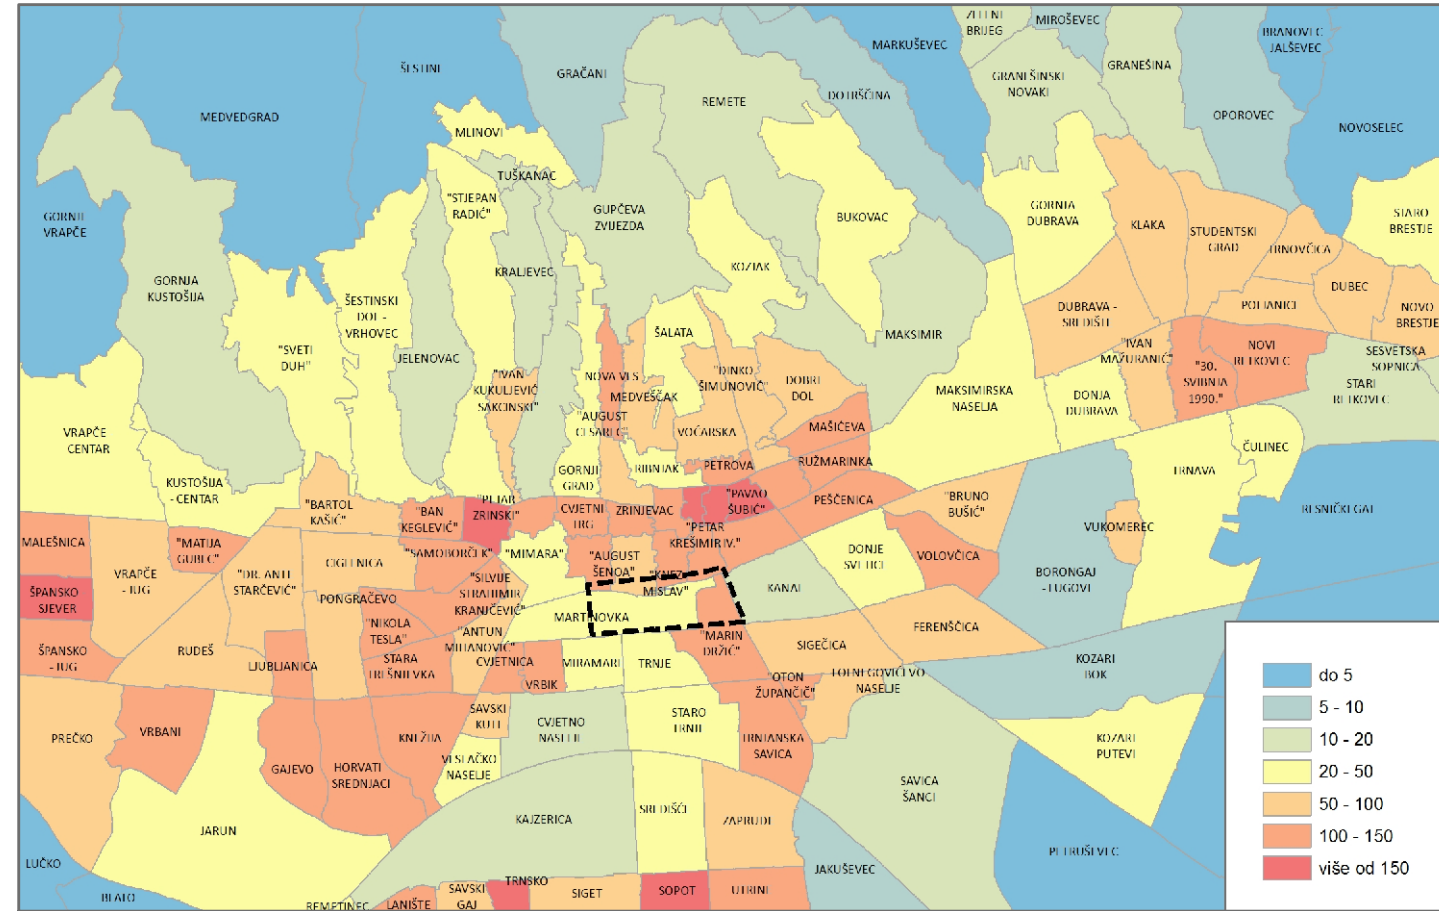 ZELENI
BRIJEG
MIROŠEVEC
BRANOVEC
JALŠEVEC
MARKUŠEVEC
ŠESTINI
GRAČANI
GRANEŠINA
GRANEŠINSKI
NOVAKI
DOTRŠČINA
REMETE
MEDVEDGRAD
OPOROVEC
NOVOSELEC
MLINOVI
TUŠKANAC
"STJEPAN
RADIĆ"
GUPČEVA
ZVIJEZDA
BUKOVAC
GORNJA
DUBRAVA
KLAKA
STUDENTSKI
GRAD
STARO
BRESTJE
GORNJE
VRAPČE
TRNOVČICA
KRALJEVEC
KOZJAK
GORNJA
KUSTOŠIJA
DUBEC
ŠESTINSKI
DOL -
VRHOVEC
DUBRAVA -
SREDIŠTE
POLJANICE
NOVO
BRESTJE
ŠALATA
MAKSIMIR
"SVETI
DUH"
JELENOVAC
"IVAN
MAŽURANIĆ"
NOVI
RETKOVEC
SESVETSKA
SOPNICA
"IVAN
KUKULJEVIĆ
SAKCINSKI"
NOVA VES
MEDVEŠČAK
"DINKO
ŠIMUNOVIĆ"
DOBRI
DOL
MAKSIMIRSKA
NASELJA
DONJA
DUBRAVA
"30.
SVIBNJA
1990."
STARI
RETKOVEC
"AUGUST
CESAREC"
VOĆARSKA
MAŠIĆEVA
VRAPČE
CENTAR
ČULINEC
RUŽMARINKA
GORNJI
GRAD
RIBNJAK
PETROVA
TRNAVA
KUSTOŠIJA
- CENTAR
PEŠČENICA
"BRUNO
BUŠIĆ"
"PAVAO
ŠUBIĆ"
"BARTOL
KAŠIĆ"
"BAN
KEGLEVIĆ"
"PETAR
ZRINSKI"
CVJETNI
TRG
ZRINJEVAC
RESNIČKI GAJ
"PETAR
KREŠIMIR IV."
VUKOMEREC
MALEŠNICA
"MATIJA
GUBEC"
"SAMOBORČEK"
"MIMARA"
"AUGUST
ŠENOA"
DONJE
SVETICE
VOLOVČICA
CIGLENICA
VRAPČE
- JUG
"DR. ANTE
STARČEVIĆ"
"KNEZ
MISLAV"
KANAL
BORONGAJ
- LUGOVI
ŠPANSKO
SJEVER
"SILVIJE
STRAHIMIR
KRANJČEVIĆ"
PONGRAČEVO
MARTINOVKA
"NIKOLA
TESLA"
"ANTUN
MIHANOVIĆ"
"MARIN
DRŽIĆ"
SIGEČICA
FERENŠČICA
ŠPANSKO
- JUG
RUDEŠ
LJUBLJANICA
STARA
TREŠNJEVKA
CVJETNICA
MIRAMARE
TRNJE
KOZARI
BOK
VRBIK
"OTON
ŽUPANČIČ"
FOLNEGOVIĆEVO
NASELJE
PREČKO
VRBANI
KNEŽIJA
SAVSKI
KUTI
CVJETNO
NASELJE
STARO
TRNJE
TRNJANSKA
SAVICA
KOZARI
PUTEVI
GAJEVO
HORVATI
SREDNJACI
VESLAČKO
NASELJE
SAVICA
ŠANCI
JARUN
KAJZERICA
SREDIŠĆE
ZAPRUĐE
PETRUŠEVEC
LUČKO
JAKUŠEVEC
BLATO
REMETINEC
LANIŠTE
SAVSKI
GAJ
TRNSKO
SIGET
SOPOT
UTRINE
do 5
5 - 10
10 - 20
20 - 50
50 - 100
100 - 150
više od 150